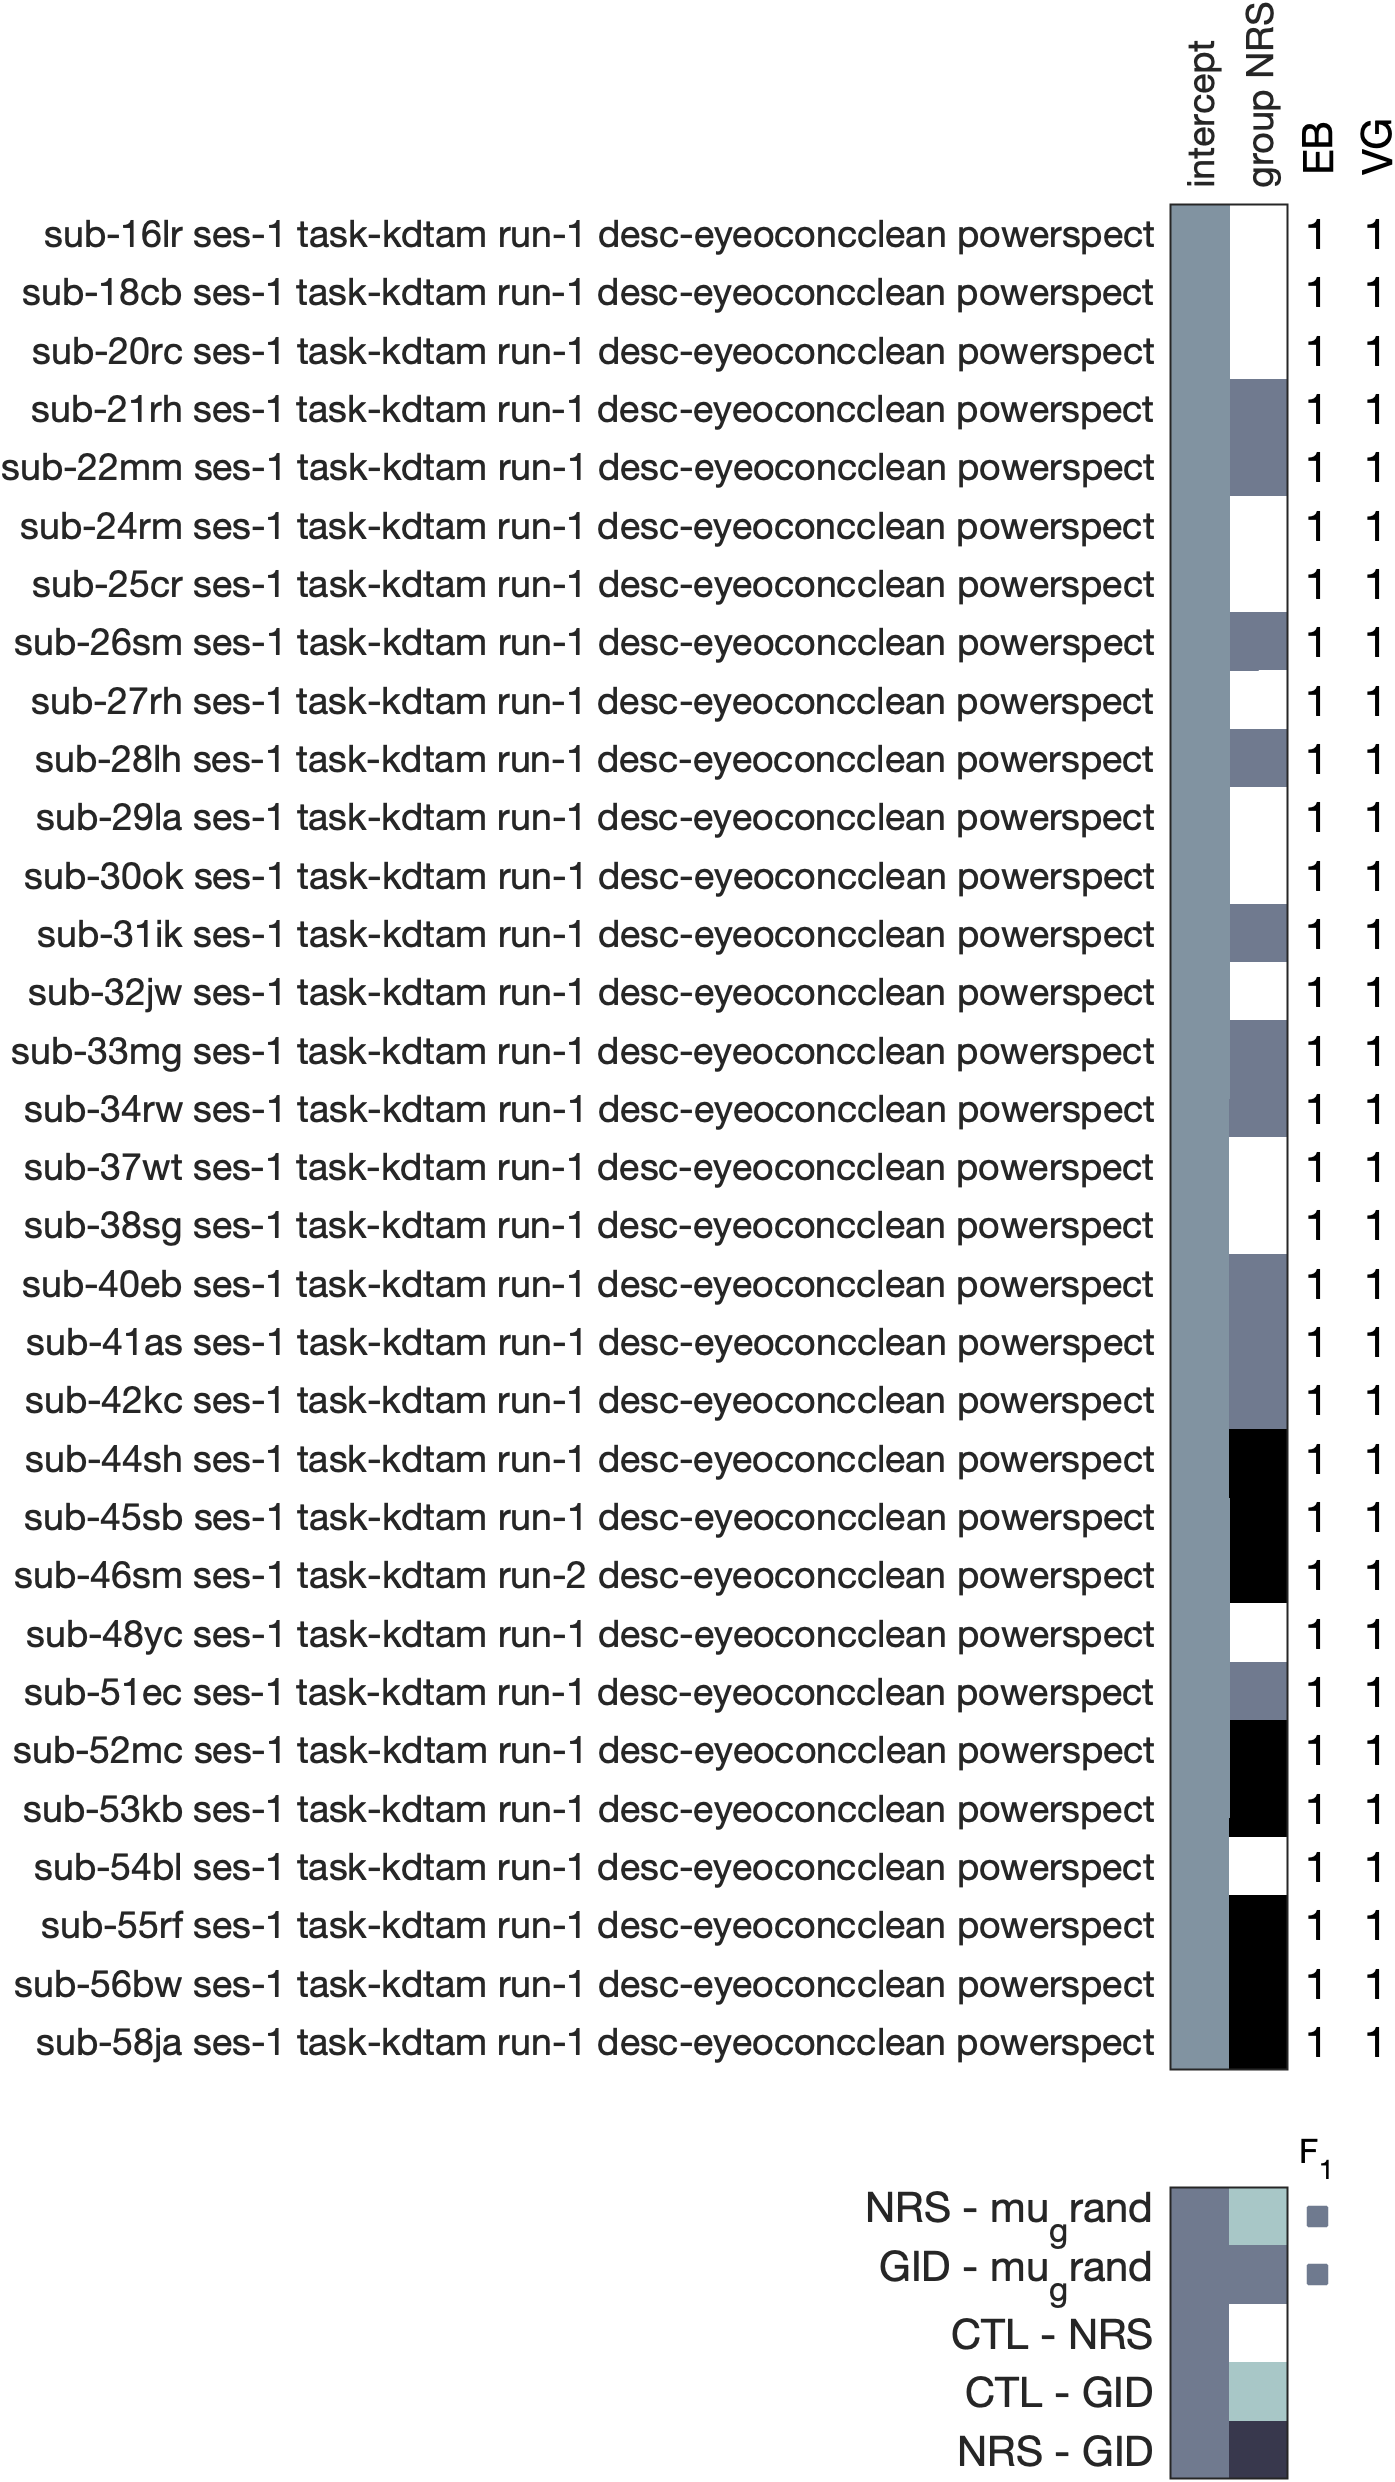 intercept group NRS EB VG
sub-16lr ses-1 task-kdtam run-1 desc-eyeoconcclean powerspect 1 1
sub-18cb ses-1 task-kdtam run-1 desc-eyeoconcclean powerspect 1 1
sub-20rc ses-1 task-kdtam run-1 desc-eyeoconcclean powerspect 1 1
sub-21rh ses-1 task-kdtam run-1 desc-eyeoconcclean powerspect 1 1
sub-22mm ses-1 task-kdtam run-1 desc-eyeoconcclean powerspect 1 1
sub-24rm ses-1 task-kdtam run-1 desc-eyeoconcclean powerspect 1 1
sub-25cr ses-1 task-kdtam run-1 desc-eyeoconcclean powerspect 1 1
sub-26sm ses-1 task-kdtam run-1 desc-eyeoconcclean powerspect 1 1
sub-27rh ses-1 task-kdtam run-1 desc-eyeoconcclean powerspect 1 1
sub-28lh ses-1 task-kdtam run-1 desc-eyeoconcclean powerspect 1 1
sub-29la ses-1 task-kdtam run-1 desc-eyeoconcclean powerspect 1 1
sub-30ok ses-1 task-kdtam run-1 desc-eyeoconcclean powerspect 1 1
sub-31ik ses-1 task-kdtam run-1 desc-eyeoconcclean powerspect 1 1
sub-32jw ses-1 task-kdtam run-1 desc-eyeoconcclean powerspect 1 1
sub-33mg ses-1 task-kdtam run-1 desc-eyeoconcclean powerspect 1 1
sub-34rw ses-1 task-kdtam run-1 desc-eyeoconcclean powerspect 1 1
sub-37wt ses-1 task-kdtam run-1 desc-eyeoconcclean powerspect 1 1
sub-38sg ses-1 task-kdtam run-1 desc-eyeoconcclean powerspect 1 1
sub-40eb ses-1 task-kdtam run-1 desc-eyeoconcclean powerspect 1 1
sub-41as ses-1 task-kdtam run-1 desc-eyeoconcclean powerspect 1 1
sub-42kc ses-1 task-kdtam run-1 desc-eyeoconcclean powerspect 1 1
sub-44sh ses-1 task-kdtam run-1 desc-eyeoconcclean powerspect 1 1
sub-45sb ses-1 task-kdtam run-1 desc-eyeoconcclean powerspect 1 1
sub-46sm ses-1 task-kdtam run-2 desc-eyeoconcclean powerspect 1 1
sub-48yc ses-1 task-kdtam run-1 desc-eyeoconcclean powerspect 1 1
sub-51ec ses-1 task-kdtam run-1 desc-eyeoconcclean powerspect 1 1
sub-52mc ses-1 task-kdtam run-1 desc-eyeoconcclean powerspect 1 1
sub-53kb ses-1 task-kdtam run-1 desc-eyeoconcclean powerspect 1 1
sub-54bl ses-1 task-kdtam run-1 desc-eyeoconcclean powerspect 1 1
sub-55rf ses-1 task-kdtam run-1 desc-eyeoconcclean powerspect 1 1
sub-56bw ses-1 task-kdtam run-1 desc-eyeoconcclean powerspect 1 1
sub-58ja ses-1 task-kdtam run-1 desc-eyeoconcclean powerspect 1 1
F1
NRS - mugrand
GID - mugrand
CTL - NRS
CTL - GID
NRS - GID